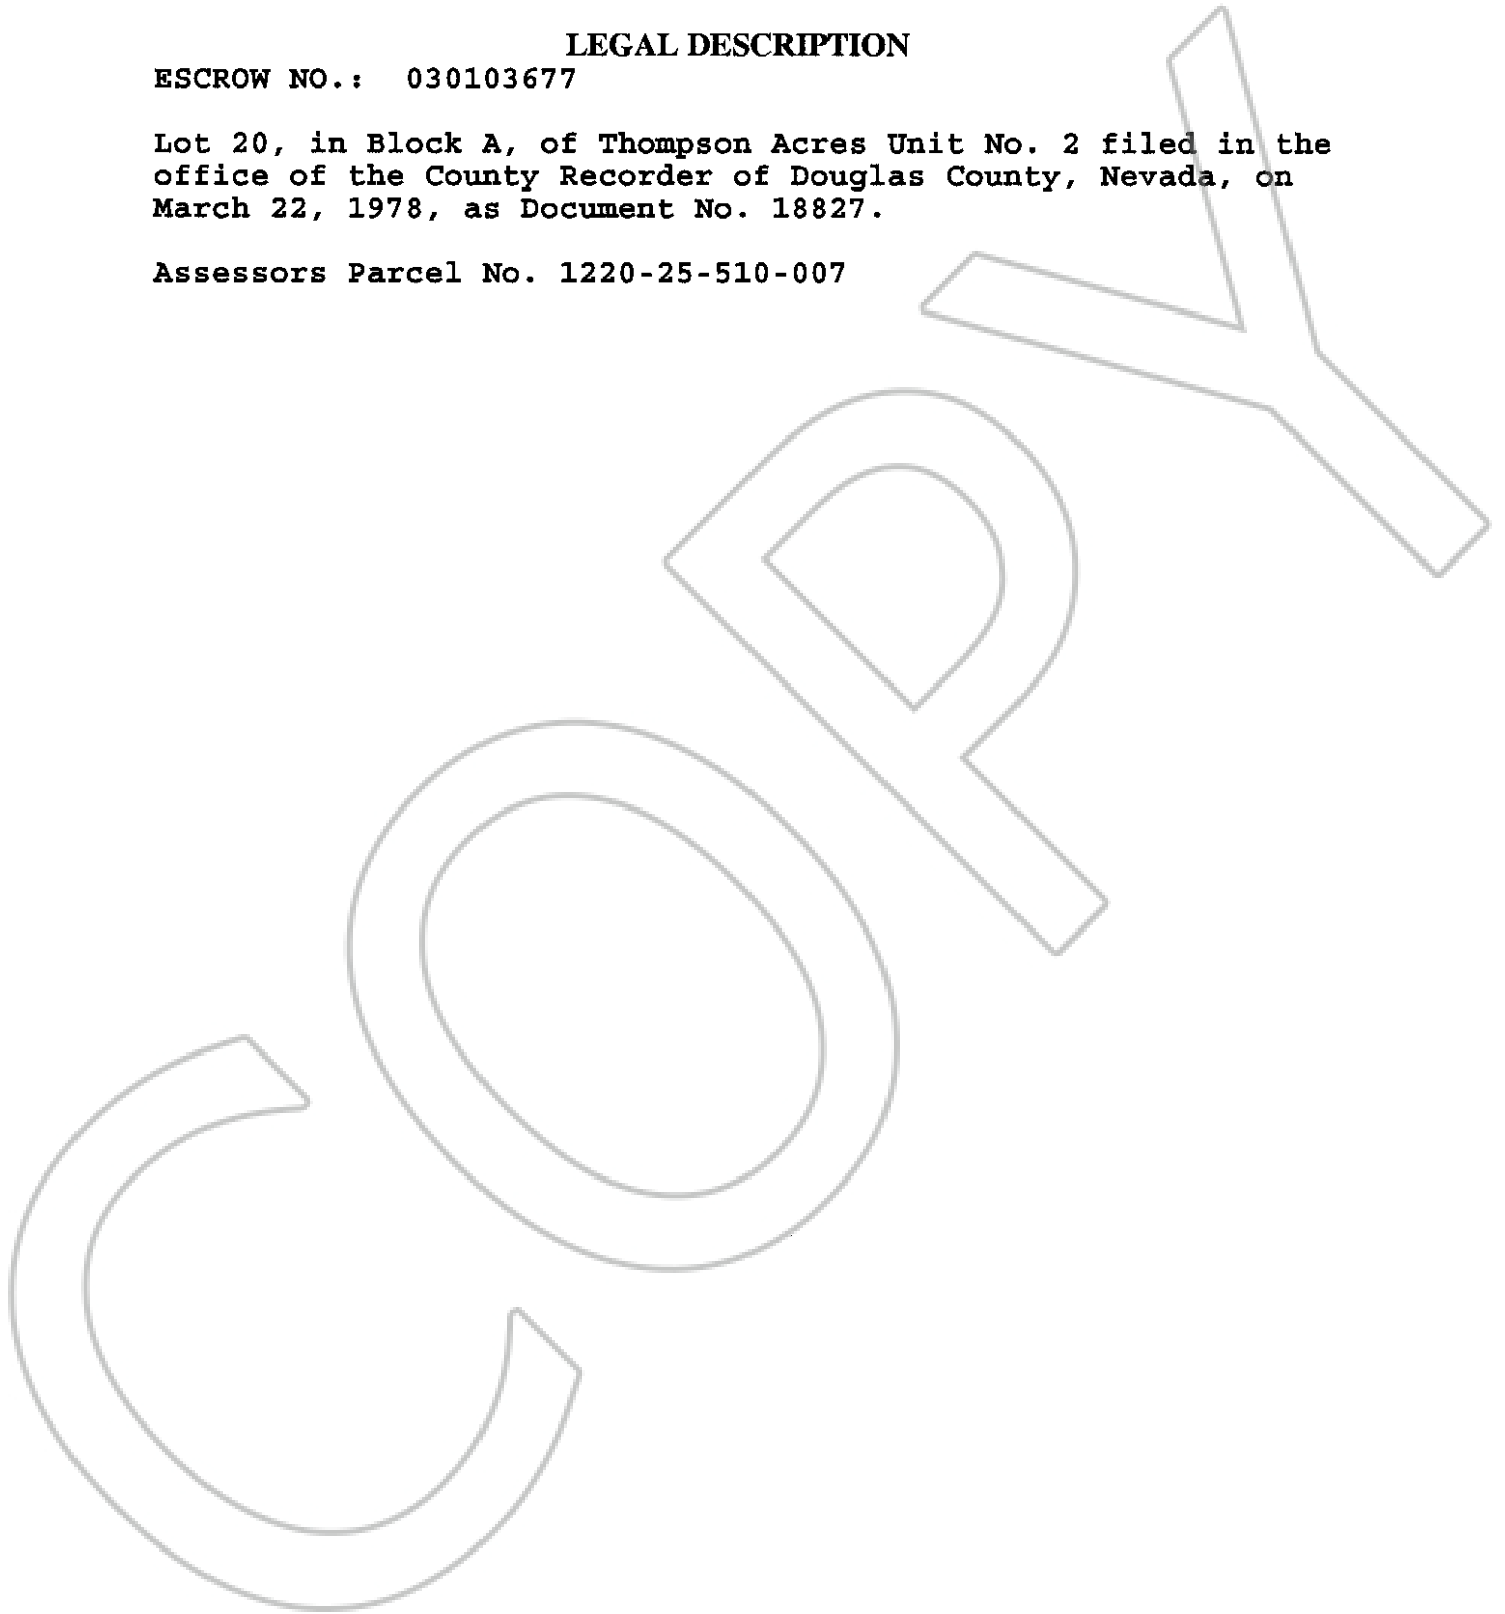 LEGAL DESCRIPTION
ESCROW NO.: 030103677
Lot 20, in Block A, of Thompson Acres Unit No. 2 filed in the
office of the County Recorder of Douglas County, Nevada, on
March 22, 1978, as Document No. 18827.
Assessors Parcel No. 1220-25-510-007
COPY